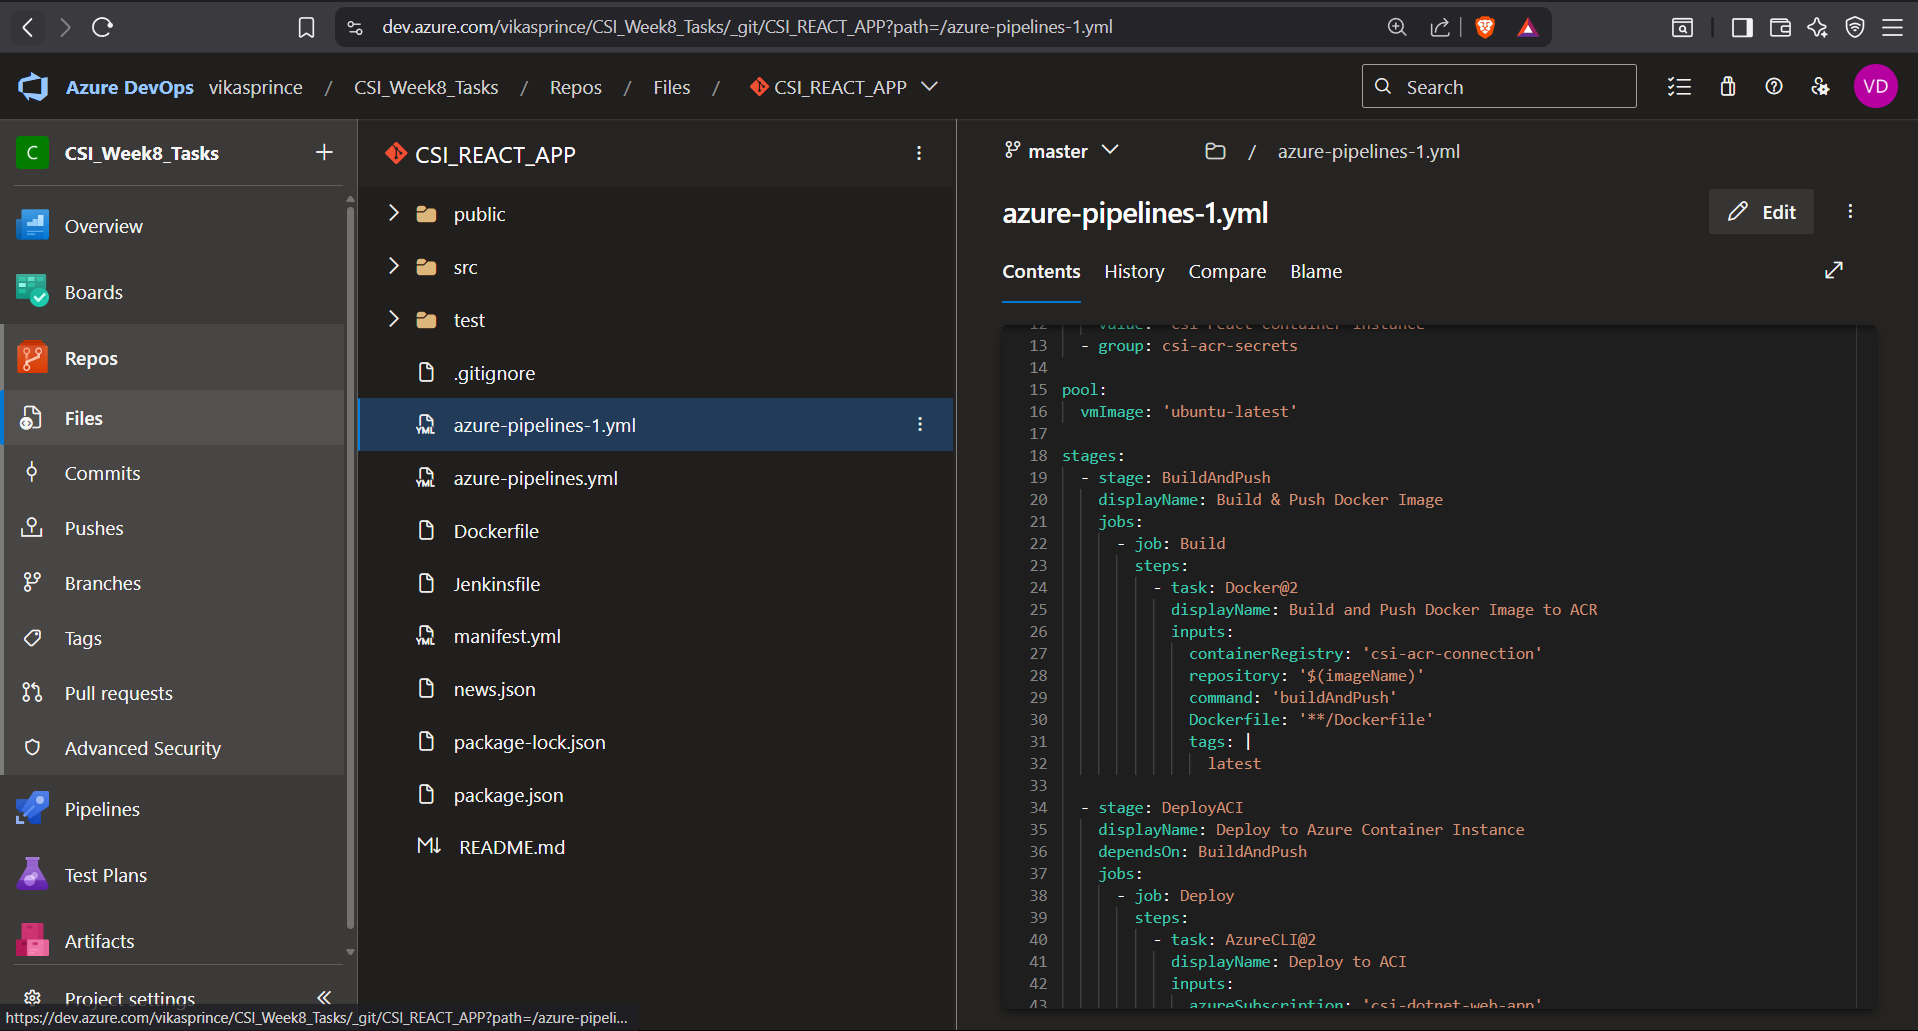 dev.azure.com/vikasprince/CSI_Week8_Tasks/_git/CSI_REACT_APP?path=/azure-pipelines-1.yml
Azure DevOps vikasprince / CSI_Week8_Tasks / Repos / Files / CSI_REACT_APP
Search
VD
C CSI_Week8_Tasks +
Overview
Boards
Repos
Files
Commits
Pushes
Branches
Tags
Pull requests
Advanced Security
Pipelines
Test Plans
Artifacts
Project settings
https://dev.azure.com/vikasprince/CSI_Week8_Tasks/_git/CSI_REACT_APP?path=/azure-pipeli...
CSI_REACT_APP
public
src
test
.gitignore
YML azure-pipelines-1.yml
YML azure-pipelines.yml
Dockerfile
Jenkinsfile
YML manifest.yml
news.json
package-lock.json
package.json
M↓ README.md
master / azure-pipelines-1.yml
azure-pipelines-1.yml
Edit
Contents History Compare Blame
12 value: 'csi-react-container-instance'
13 - group: csi-acr-secrets
14
15 pool:
16 vmImage: 'ubuntu-latest'
17
18 stages:
19 - stage: BuildAndPush
20 displayName: Build & Push Docker Image
21 jobs:
22 - job: Build
23 steps:
24 - task: Docker@2
25 displayName: Build and Push Docker Image to ACR
26 inputs:
27 containerRegistry: 'csi-acr-connection'
28 repository: '$(imageName)'
29 command: 'buildAndPush'
30 Dockerfile: '**/Dockerfile'
31 tags: |
32 latest
33
34 - stage: DeployACI
35 displayName: Deploy to Azure Container Instance
36 dependsOn: BuildAndPush
37 jobs:
38 - job: Deploy
39 steps:
40 - task: AzureCLI@2
41 displayName: Deploy to ACI
42 inputs:
43 azureSubscription: 'csi-dotnet-web-app'